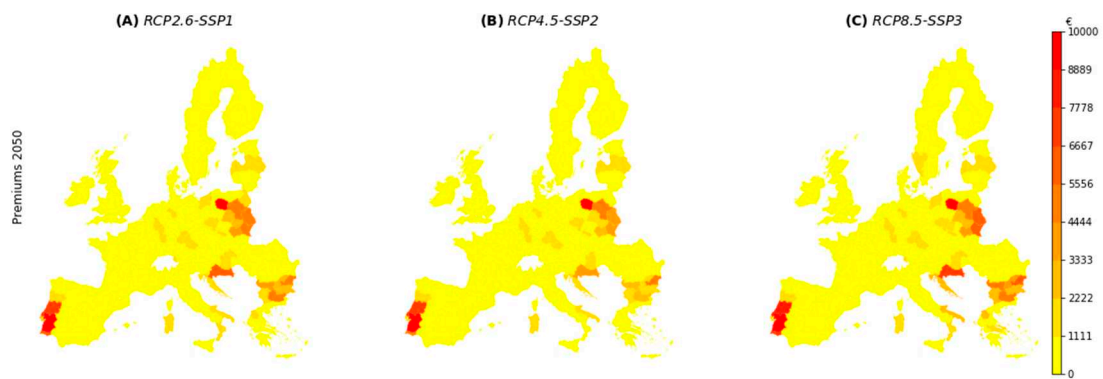 (A) RCP2.6-SSP1
(B) RCP4.5-SSP2
(C) RCP8.5-SSP3
€
Premiums 2050
10000
8889
7778
6667
5556
4444
3333
2222
1111
0